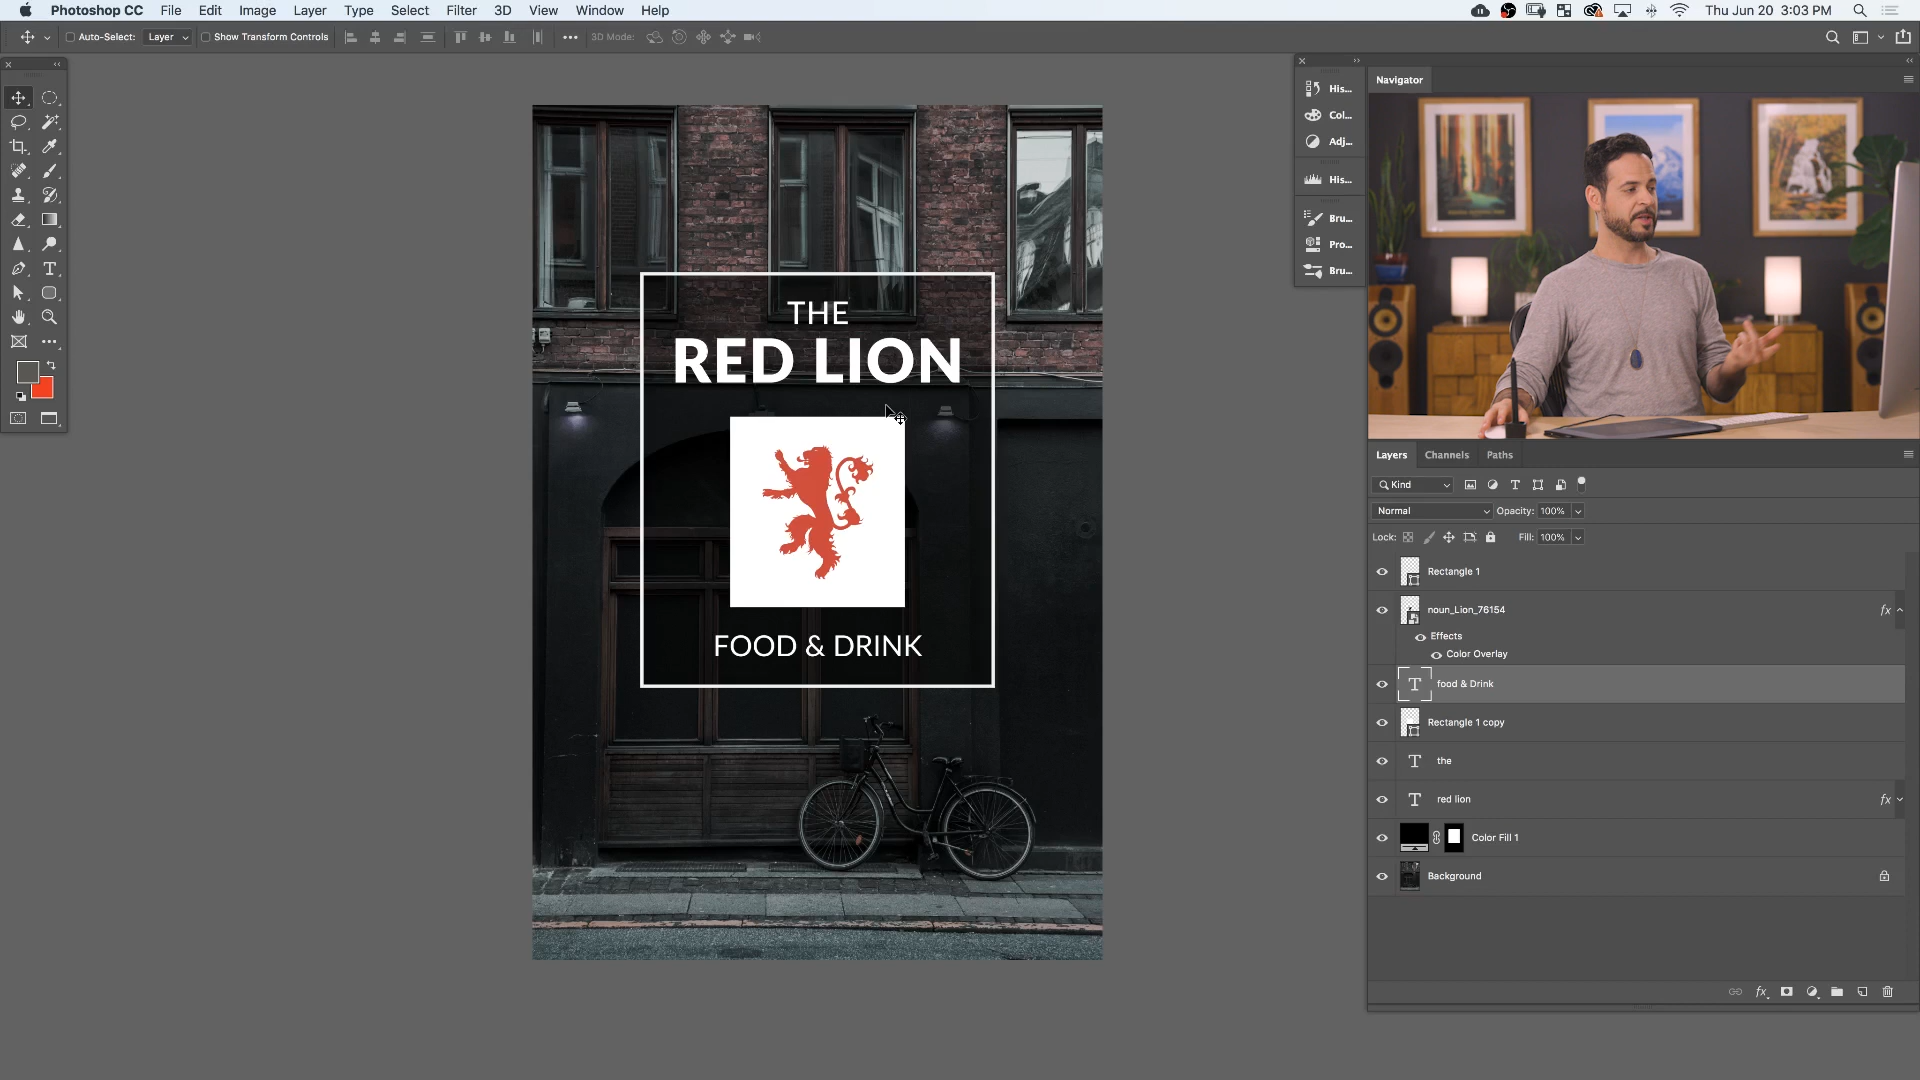 Photoshop CC File Edit Image Layer Type Select Filter 3D View Window Help Thu Jun 20 3:03 PM
Auto-Select: Layer Show Transform Controls 3D Mode:
Navigator
His...
Col...
Adj...
His...
Bru...
Pro...
Bru...
THE
RED LION
FOOD & DRINK
Layers Channels Paths
Kind
Normal Opacity: 100%
Lock: Fill: 100%
Rectangle 1
noun_Lion_76154 fx
Effects
Color Overlay
T food & Drink
Rectangle 1 copy
T the
T red lion fx
Color Fill 1
Background
fx